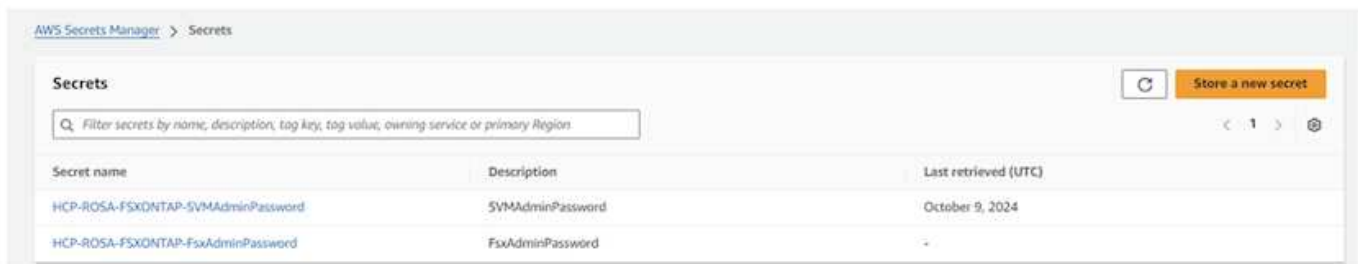 AWS Secrets Manager > Secrets
Secrets
Store a new secret
Filter secrets by name, description, tag key, tag value, owning service or primary Region
< 1 >
Secret name Description Last retrieved (UTC)
HCP-ROSA-FSXONTAP-SVMAdminPassword SVMAdminPassword October 9, 2024
HCP-ROSA-FSXONTAP-FsxAdminPassword FsxAdminPassword -